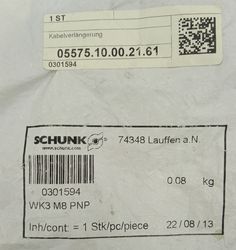 1 ST
Kabelverlängerung
05575.10.00.21.61
0301594
SCHUNK
www.schunk.com
74348 Lauffen a.N.
0301594
0.08 kg
WK3 M8 PNP
Inh/cont. = 1 Stk/pc/piece 22 / 08 / 13